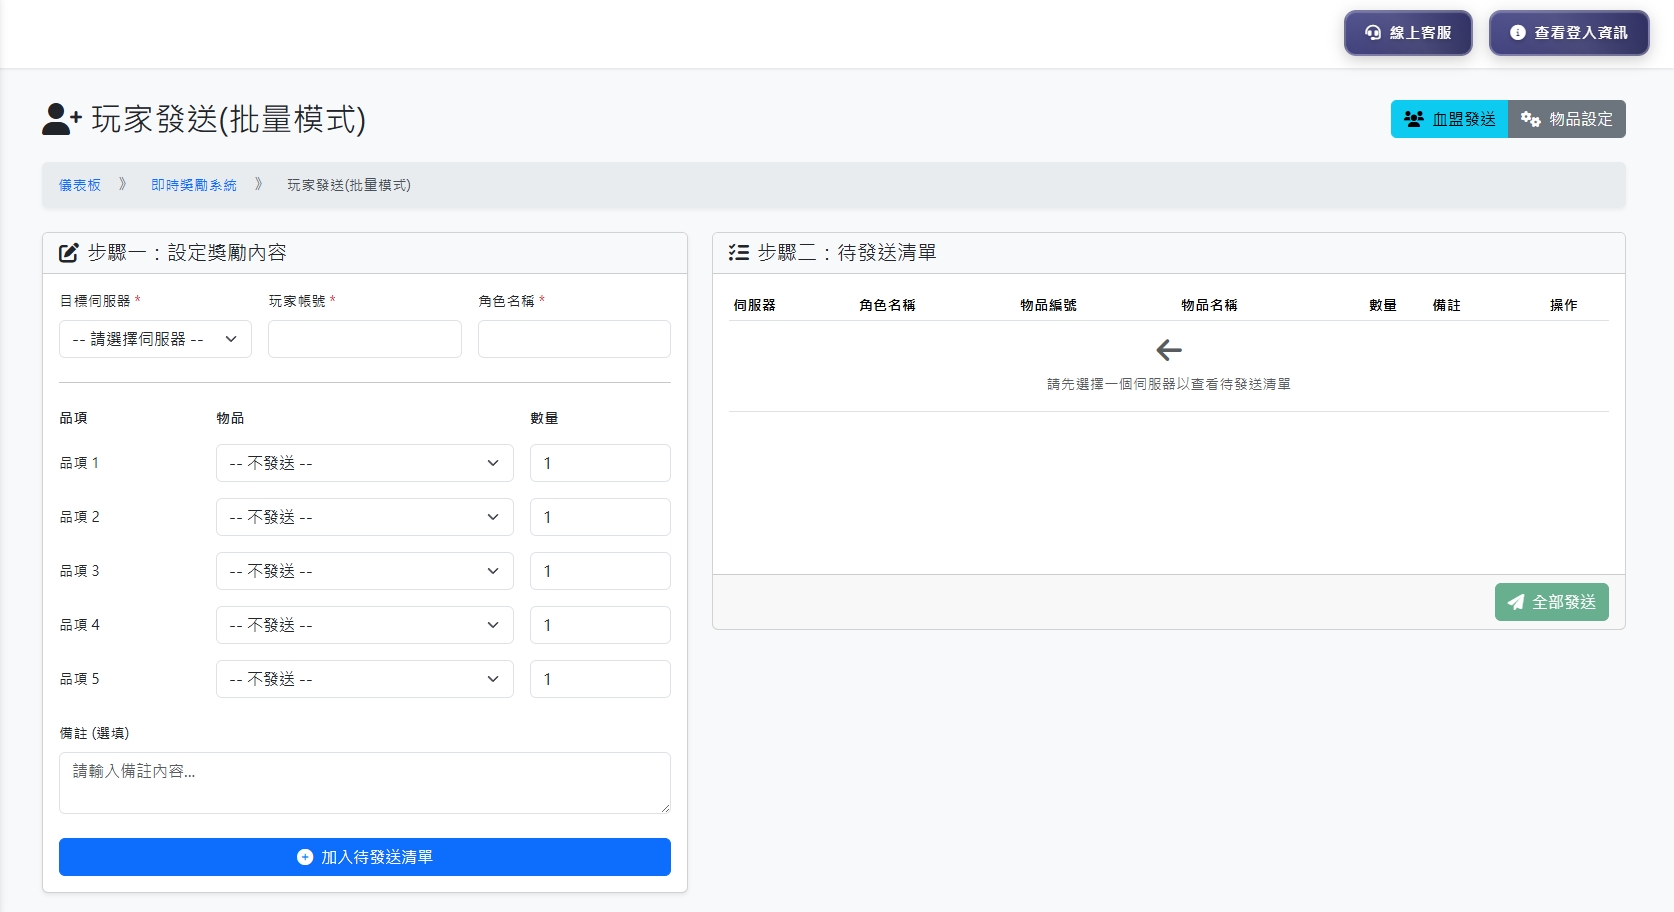 線上客服
查看登入資訊
玩家發送(批量模式)
血盟發送
物品設定
儀表板 》 即時獎勵系統 》 玩家發送(批量模式)
步驟一：設定獎勵內容
目標伺服器 * 玩家帳號 * 角色名稱 *
-- 請選擇伺服器 --
品項 物品 數量
品項 1 -- 不發送 -- 1
品項 2 -- 不發送 -- 1
品項 3 -- 不發送 -- 1
品項 4 -- 不發送 -- 1
品項 5 -- 不發送 -- 1
備註 (選填)
請輸入備註內容...
加入待發送清單
步驟二：待發送清單
伺服器 角色名稱 物品編號 物品名稱 數量 備註 操作
請先選擇一個伺服器以查看待發送清單
全部發送